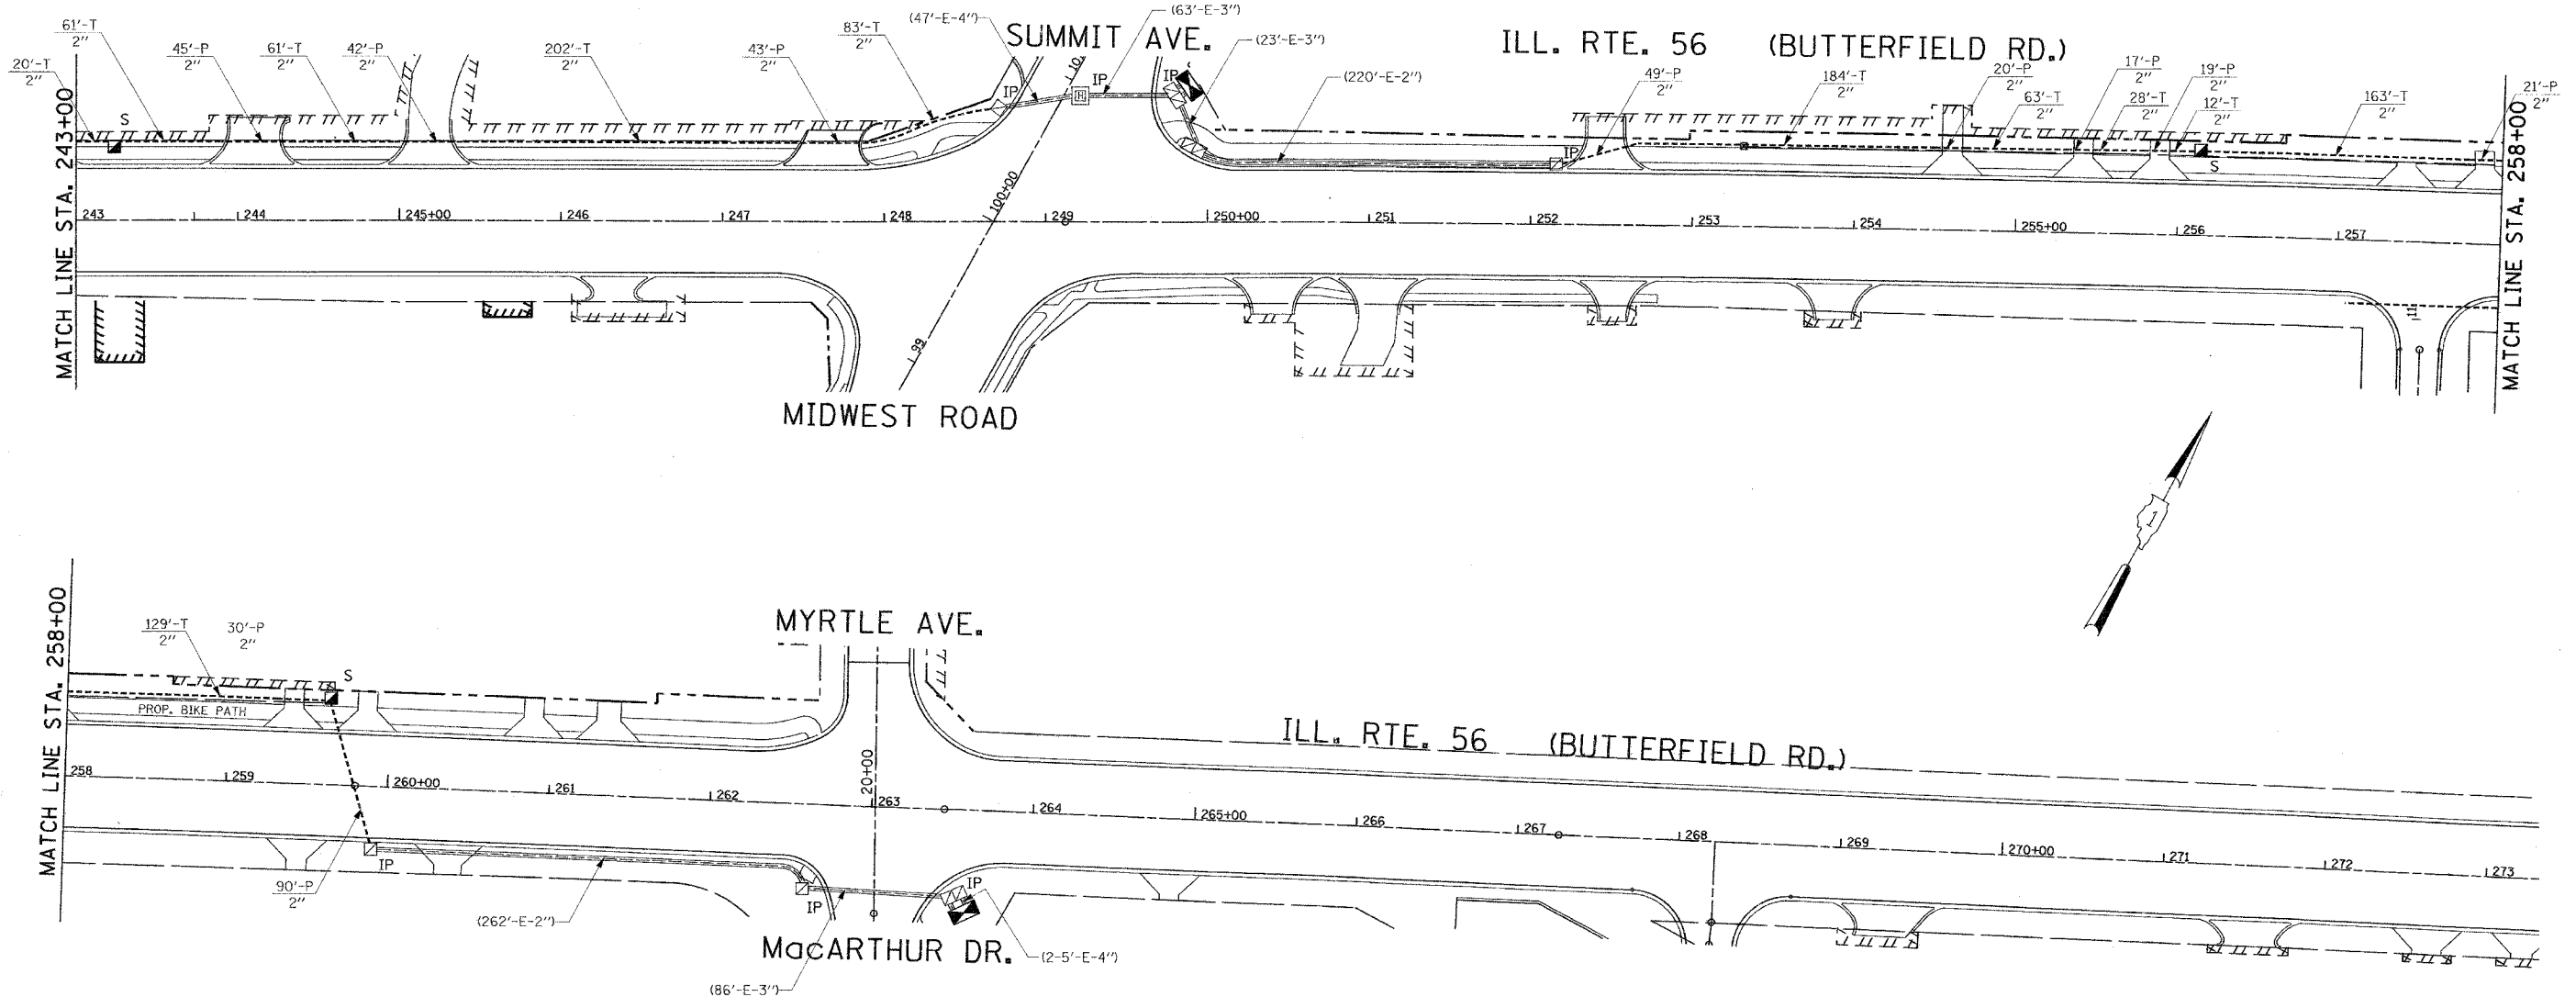 SUMMIT AVE.
ILL. RTE. 56 (BUTTERFIELD RD.)
20'-T
2"
61'-T
2"
45'-P
2"
61'-T
2"
42'-P
2"
202'-T
2"
43'-P
2"
83'-T
2"
(47'-E-4")
(63'-E-3")
(23'-E-3")
(220'-E-2")
49'-P
2"
184'-T
2"
20'-P
2"
63'-T
2"
17'-P
2"
28'-T
2"
19'-P
2"
12'-T
2"
163'-T
2"
21'-P
2"
S
IP
H
IP
IP
IP
S
10
MATCH LINE STA. 243+00
243
244
245+00
246
247
248
100+00
249
250+00
251
252
253
254
255+00
256
257
MATCH LINE STA. 258+00
99
11
MIDWEST ROAD
1
MATCH LINE STA. 258+00
129'-T
2"
30'-P
2"
S
MYRTLE AVE.
PROP. BIKE PATH
ILL. RTE. 56 (BUTTERFIELD RD.)
258
259
260+00
261
262
20+00
263
264
265+00
266
267
268
269
270+00
271
272
273
90'-P
2"
IP
(262'-E-2")
IP
IP
MacARTHUR DR.
(2-5'-E-4")
(86'-E-3")